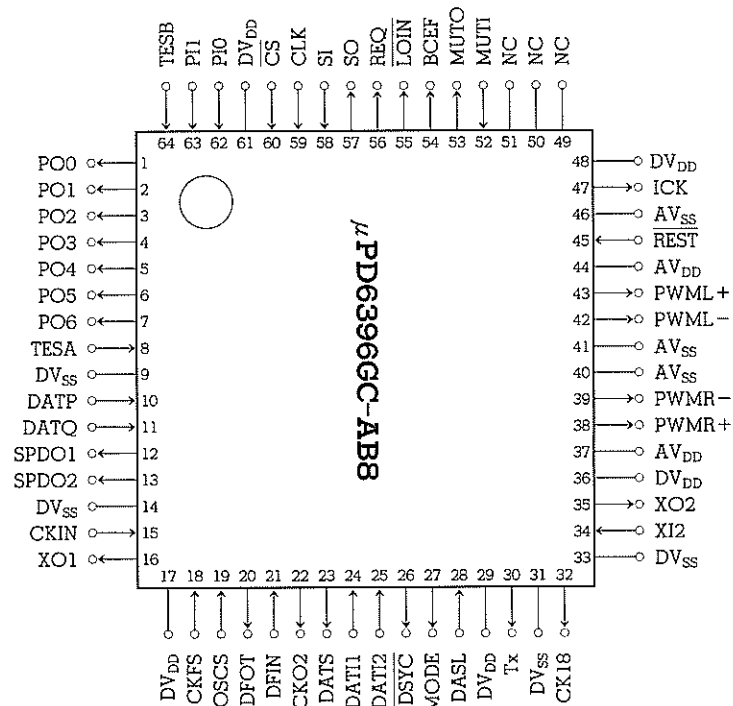 TESB PI1 PI0 DVDD C̅S̅ CLK SI SO REQ L̅O̅I̅N̅ BCEF MUTO MUTI NC NC NC
64 63 62 61 60 59 58 57 56 55 54 53 52 51 50 49
PO0 1
PO1 2
PO2 3
PO3 4
PO4 5
PO5 6
PO6 7
TESA 8
DVSS 9
DATP 10
DATQ 11
SPDO1 12
SPDO2 13
DVSS 14
CKIN 15
XO1 16
μPD6396GC-AB8
48 DVDD
47 ICK
46 AVSS
45 R̅E̅S̅T̅
44 AVDD
43 PWML+
42 PWML−
41 AVSS
40 AVSS
39 PWMR−
38 PWMR+
37 AVDD
36 DVDD
35 XO2
34 XI2
33 DVSS
17 18 19 20 21 22 23 24 25 26 27 28 29 30 31 32
DVDD CKFS OSCS DFOT DFIN CKO2 DATS DATI1 DATI2 D̅S̅Y̅C̅ MODE DASL DVDD Tx DVSS CK18